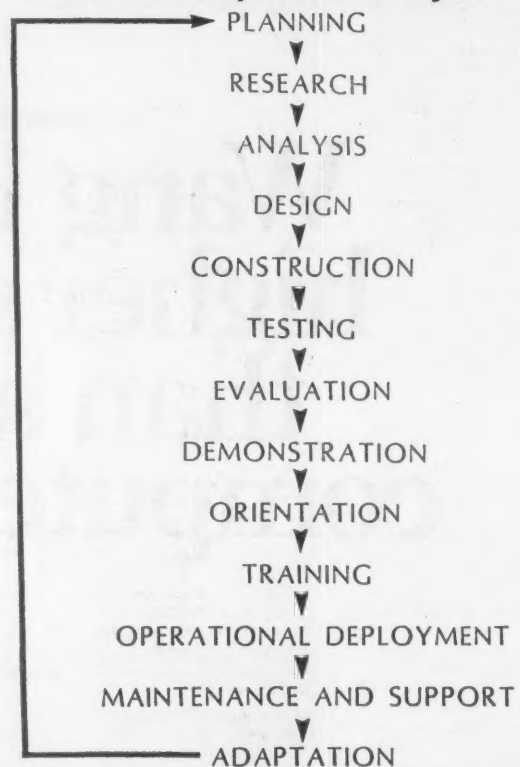 PLANNING
RESEARCH
ANALYSIS
DESIGN
CONSTRUCTION
TESTING
EVALUATION
DEMONSTRATION
ORIENTATION
TRAINING
OPERATIONAL DEPLOYMENT
MAINTENANCE AND SUPPORT
ADAPTATION